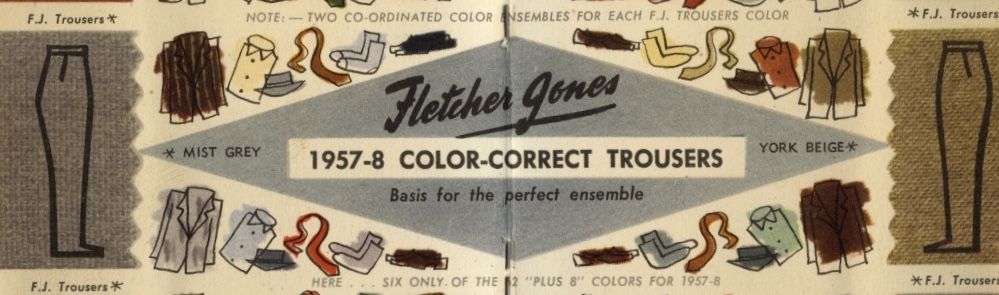 F.J. Trousers*
NOTE: — TWO CO-ORDINATED COLOR ENSEMBLES FOR EACH F.J. TROUSERS COLOR
*F.J. Trousers*
Fletcher Jones
* MIST GREY
1957-8 COLOR-CORRECT TROUSERS
YORK BEIGE*
Basis for the perfect ensemble
HERE . . . SIX ONLY OF THE 12 "PLUS 8" COLORS FOR 1957-8
F.J. Trousers*
*F.J. Trousers